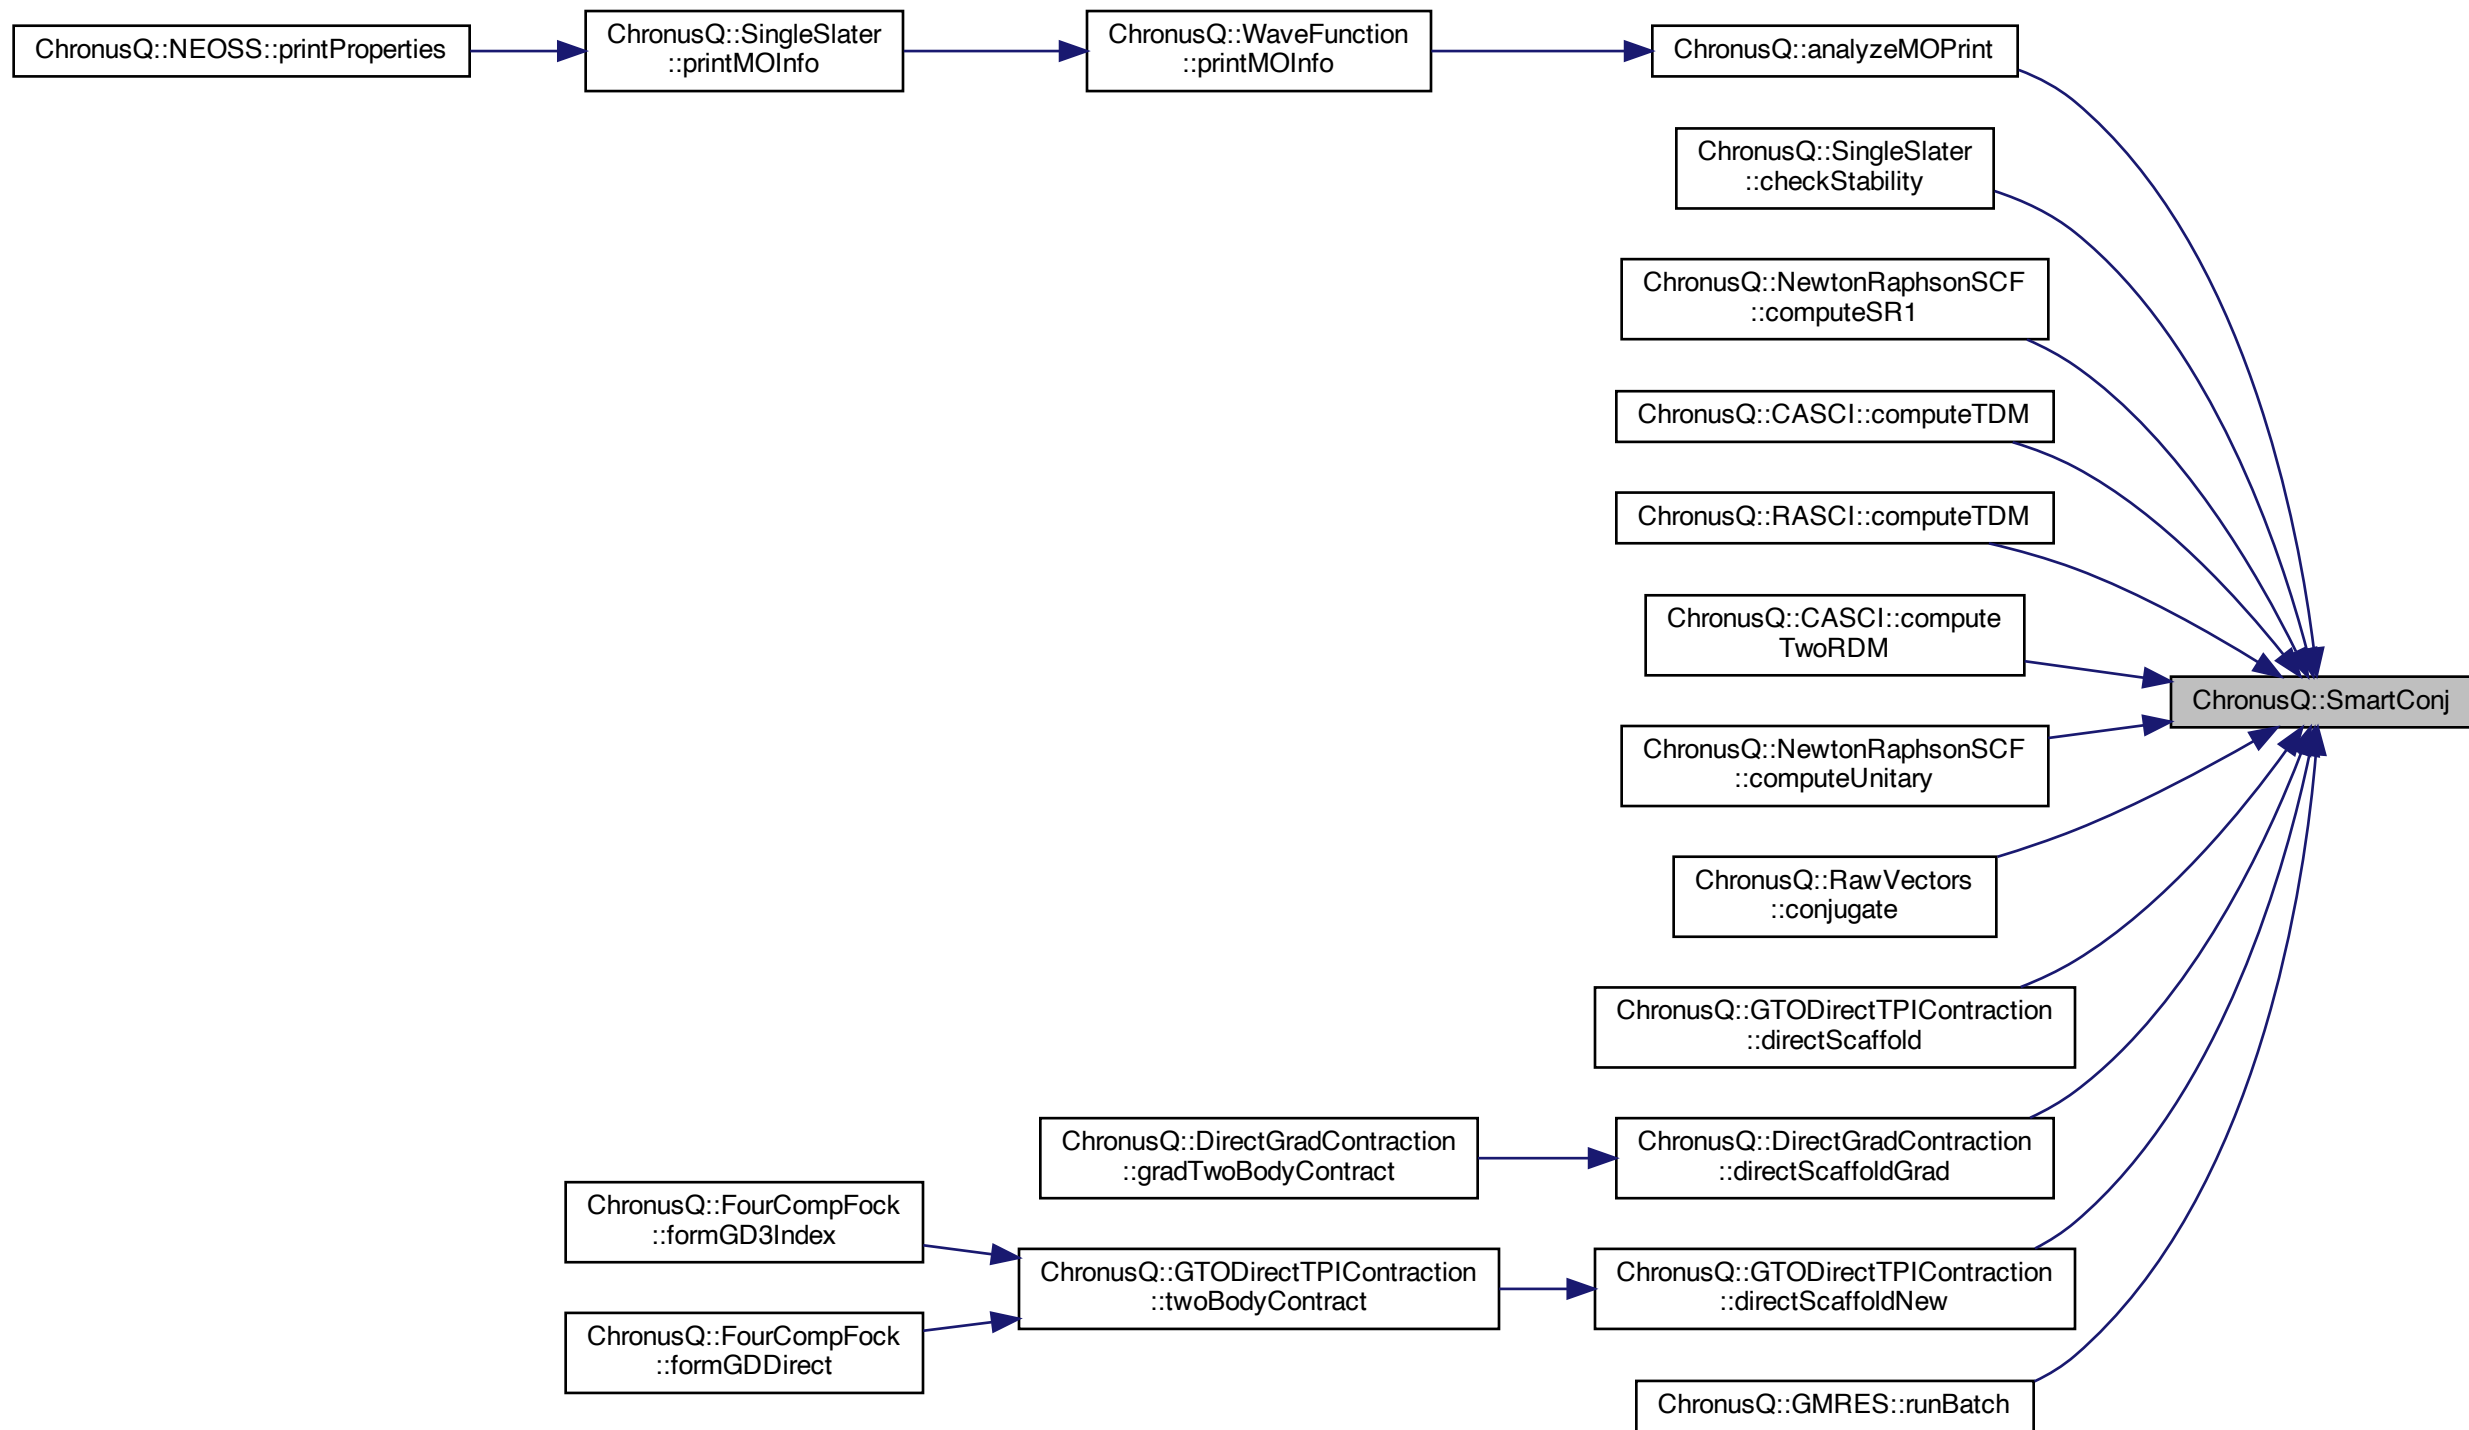 ChronusQ::NEOSS::printProperties
ChronusQ::SingleSlater
::printMOInfo
ChronusQ::WaveFunction
::printMOInfo
ChronusQ::analyzeMOPrint
ChronusQ::SingleSlater
::checkStability
ChronusQ::NewtonRaphsonSCF
::computeSR1
ChronusQ::CASCI::computeTDM
ChronusQ::RASCI::computeTDM
ChronusQ::CASCI::compute
TwoRDM
ChronusQ::SmartConj
ChronusQ::NewtonRaphsonSCF
::computeUnitary
ChronusQ::RawVectors
::conjugate
ChronusQ::GTODirectTPIContraction
::directScaffold
ChronusQ::DirectGradContraction
::gradTwoBodyContract
ChronusQ::DirectGradContraction
::directScaffoldGrad
ChronusQ::FourCompFock
::formGD3Index
ChronusQ::GTODirectTPIContraction
::twoBodyContract
ChronusQ::GTODirectTPIContraction
::directScaffoldNew
ChronusQ::FourCompFock
::formGDDirect
ChronusQ::GMRES::runBatch